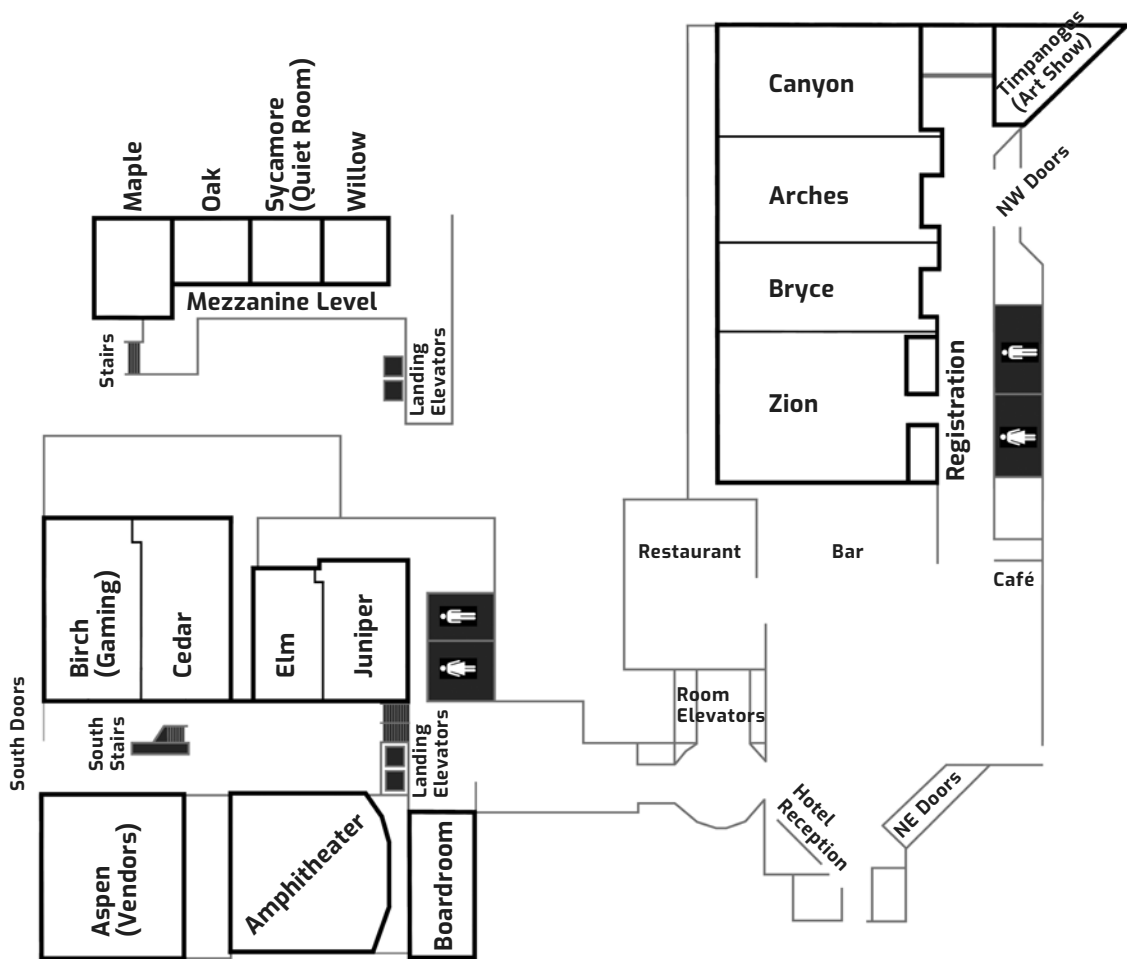 Timpanogos
(Art Show)
Canyon
NW Doors
Arches
Bryce
Zion
Registration
Maple
Oak
Sycamore
(Quiet Room)
Willow
Mezzanine Level
Stairs
Landing
Elevators
Restaurant
Bar
Café
Birch
(Gaming)
Cedar
Elm
Juniper
South Doors
South
Stairs
Landing
Elevators
Room
Elevators
Aspen
(Vendors)
Amphitheater
Boardroom
Hotel
Reception
NE Doors